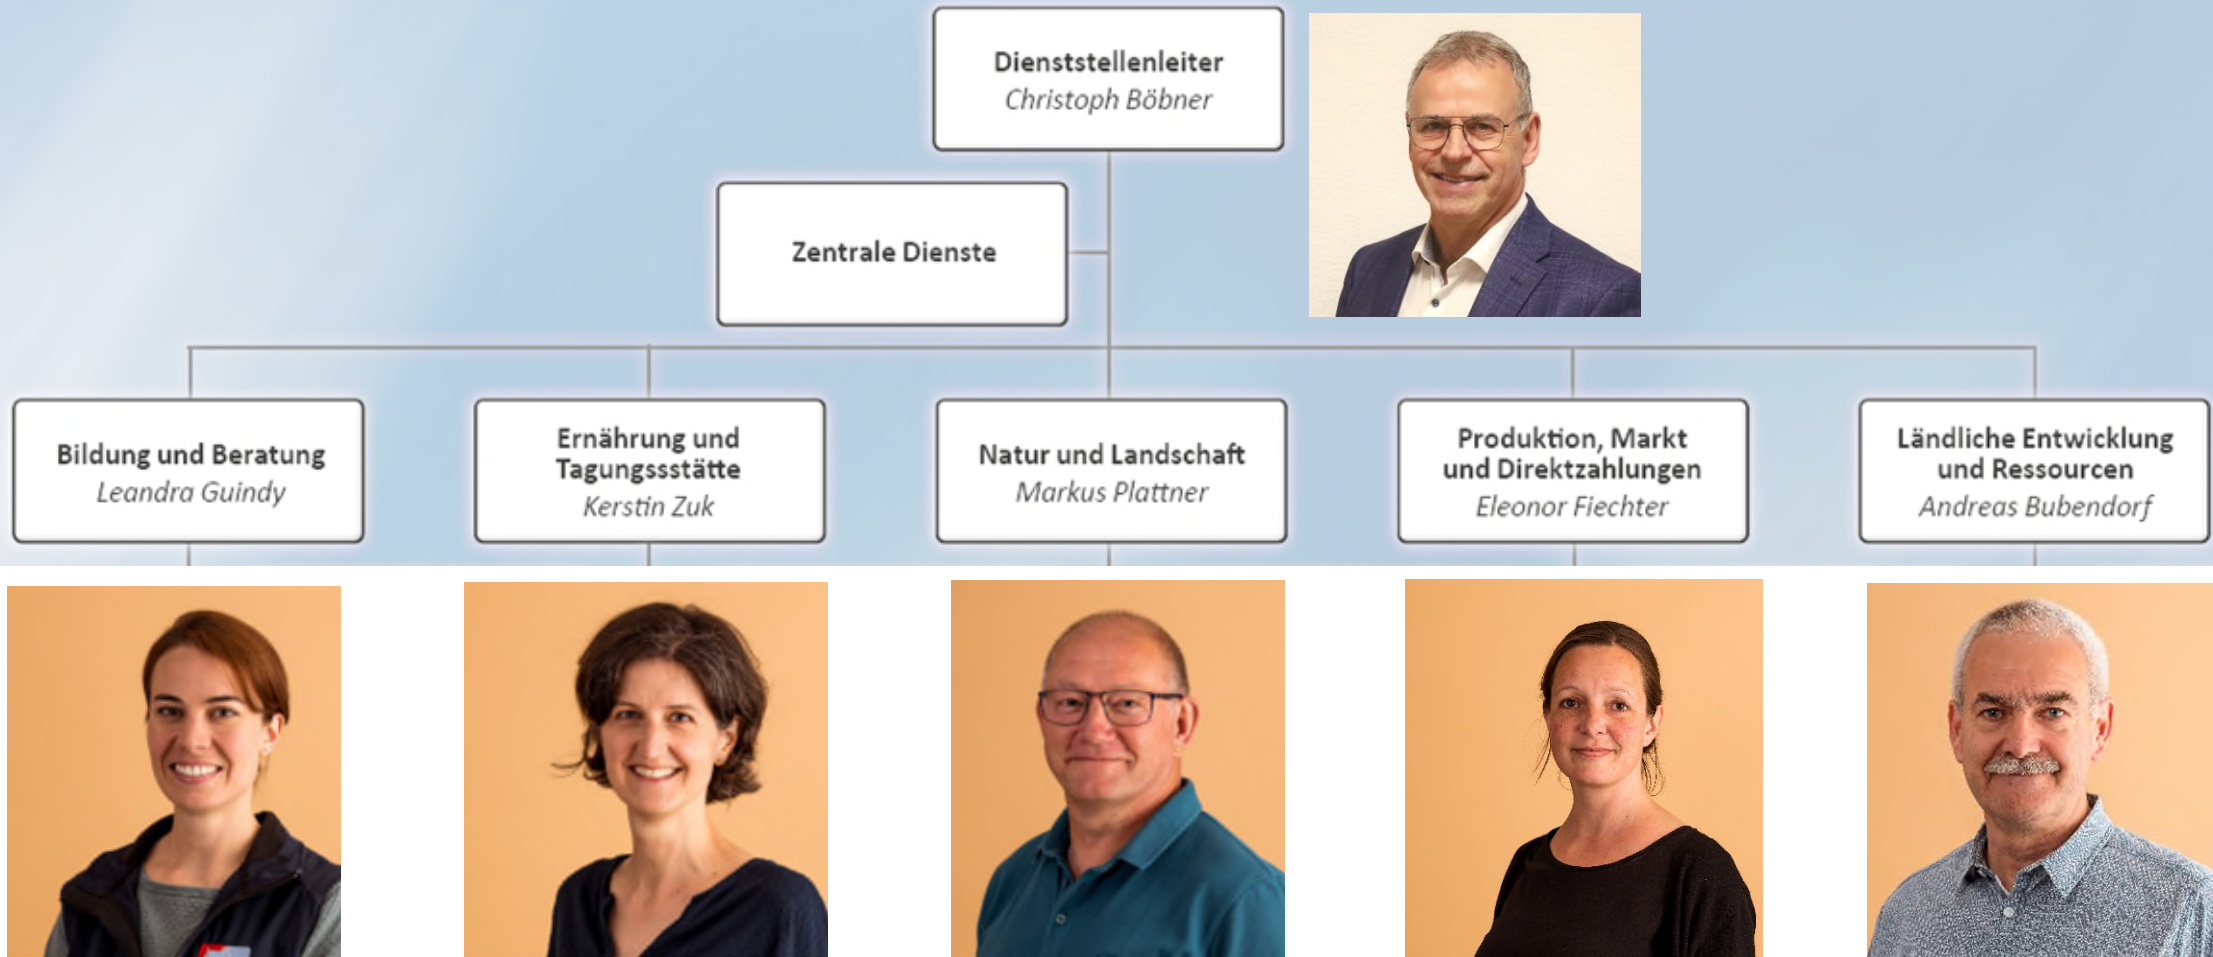 Dienststellenleiter
Christoph Böbner
Zentrale Dienste
Bildung und Beratung
Leandra Guindy
Ernährung und
Tagungssstätte
Kerstin Zuk
Natur und Landschaft
Markus Plattner
Produktion, Markt
und Direktzahlungen
Eleonor Fiechter
Ländliche Entwicklung
und Ressourcen
Andreas Bubendorf